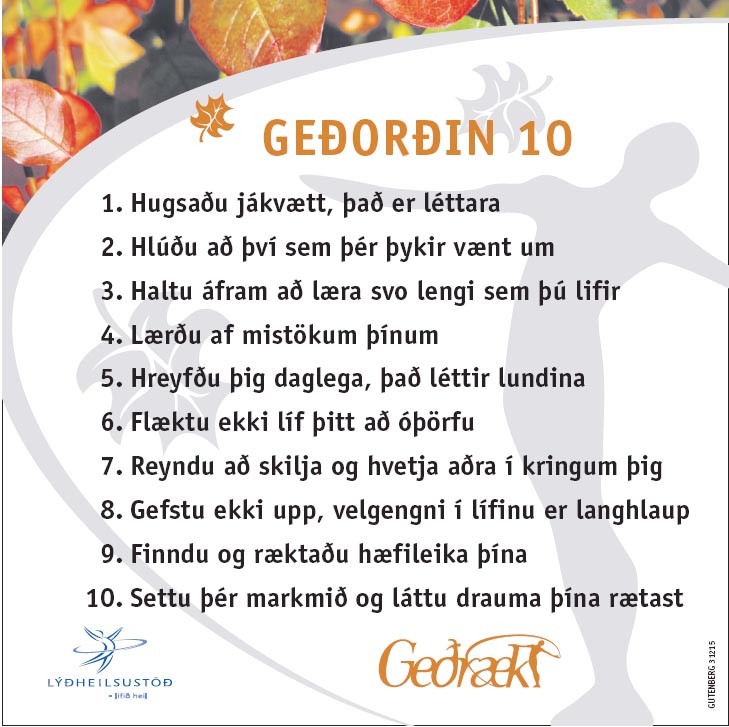 GEÐORÐIN 10
1. Hugsaðu jákvætt, það er léttara
2. Hlúðu að því sem þér þykir vænt um
3. Haltu áfram að læra svo lengi sem þú lifir
4. Lærðu af mistökum þínum
5. Hreyfðu þig daglega, það léttir lundina
6. Flæktu ekki líf þitt að óþörfu
7. Reyndu að skilja og hvetja aðra í kringum þig
8. Gefstu ekki upp, velgengni í lífinu er langhlaup
9. Finndu og ræktaðu hæfileika þína
10. Settu þér markmið og láttu drauma þína rætast
LÝÐHEILSUSTÖÐ
- lifið heil
Geðrækt
GUTENBERG 31215